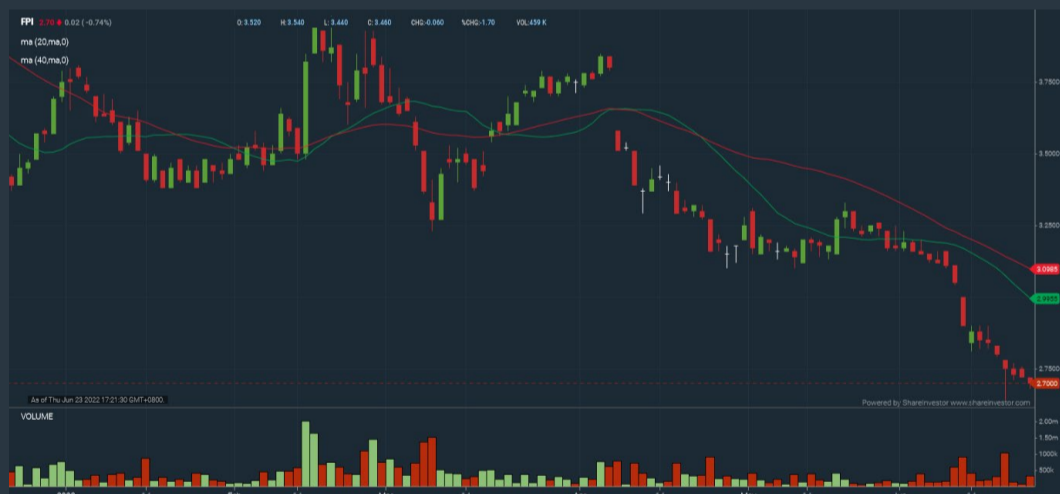 FPI 2.70 0.02 (-0.74%) O: 3.520 H: 3.540 L: 3.440 C: 3.460 CHG:-0.060 %CHG:-1.70 VOL:459 K
ma (20,ma,0)
ma (40,ma,0)
3.7500
3.5000
3.2500
3.0985
2.9955
2.7500
2.7000
As of Thu Jun 23 2022 17:21:30 GMT+0800.
Powered by ShareInvestor www.shareinvestor.com
VOLUME
2.00m
1000k
500k